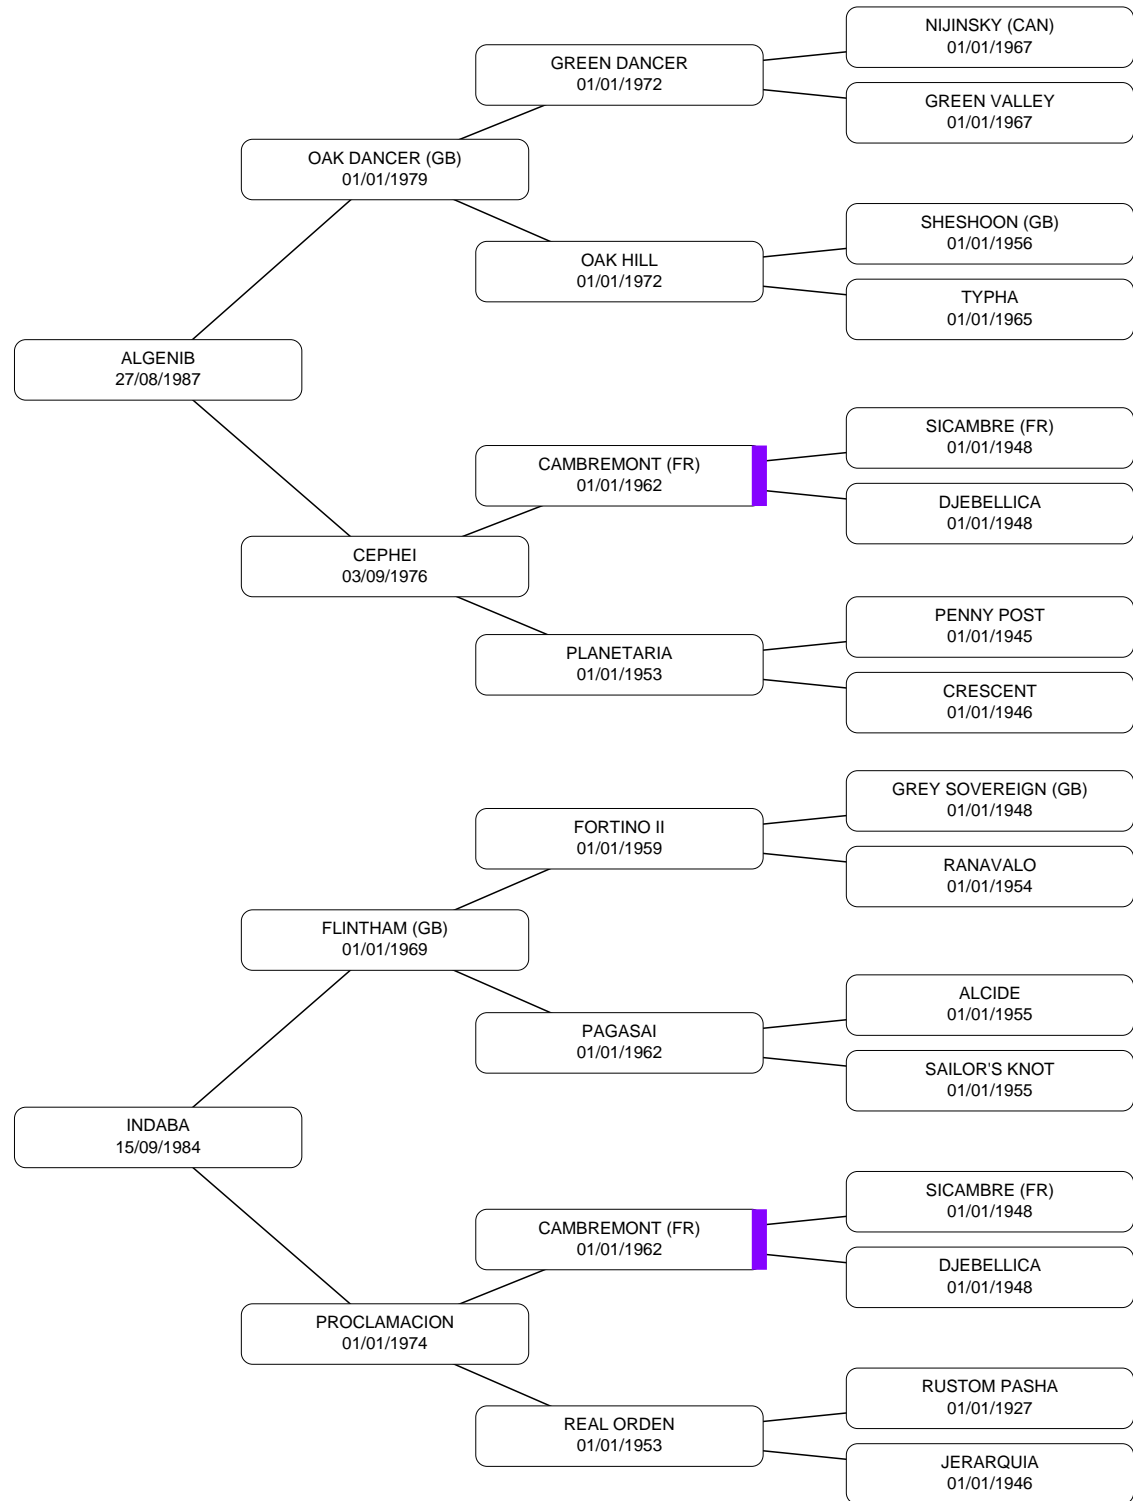 NIJINSKY (CAN)
01/01/1967
GREEN DANCER
01/01/1972
GREEN VALLEY
01/01/1967
OAK DANCER (GB)
01/01/1979
SHESHOON (GB)
01/01/1956
OAK HILL
01/01/1972
TYPHA
01/01/1965
ALGENIB
27/08/1987
SICAMBRE (FR)
01/01/1948
CAMBREMONT (FR)
01/01/1962
DJEBELLICA
01/01/1948
CEPHEI
03/09/1976
PENNY POST
01/01/1945
PLANETARIA
01/01/1953
CRESCENT
01/01/1946
GREY SOVEREIGN (GB)
01/01/1948
FORTINO II
01/01/1959
RANAVALO
01/01/1954
FLINTHAM (GB)
01/01/1969
ALCIDE
01/01/1955
PAGASAI
01/01/1962
SAILOR'S KNOT
01/01/1955
INDABA
15/09/1984
SICAMBRE (FR)
01/01/1948
CAMBREMONT (FR)
01/01/1962
DJEBELLICA
01/01/1948
PROCLAMACION
01/01/1974
RUSTOM PASHA
01/01/1927
REAL ORDEN
01/01/1953
JERARQUIA
01/01/1946